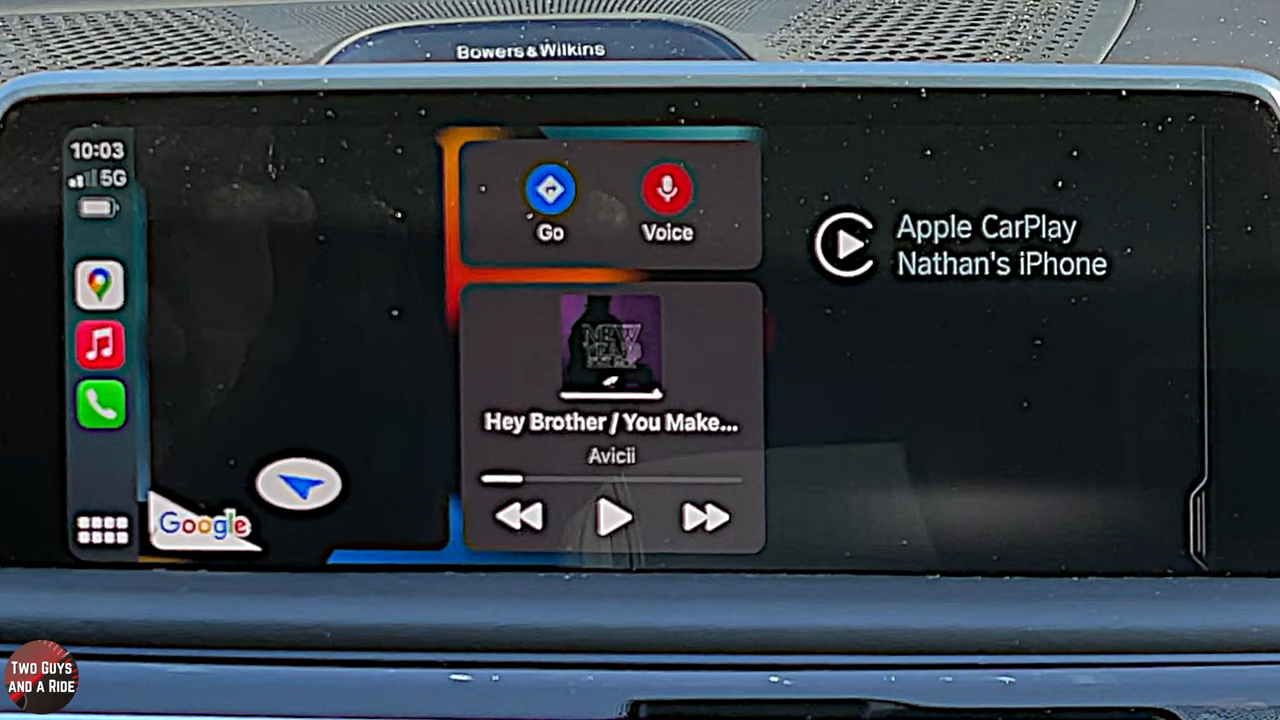 Bowers & Wilkins
10:03
5G
Go
Voice
Apple CarPlay
Nathan's iPhone
Hey Brother / You Make...
Avicii
Google
TWO GUYS
AND A RIDE